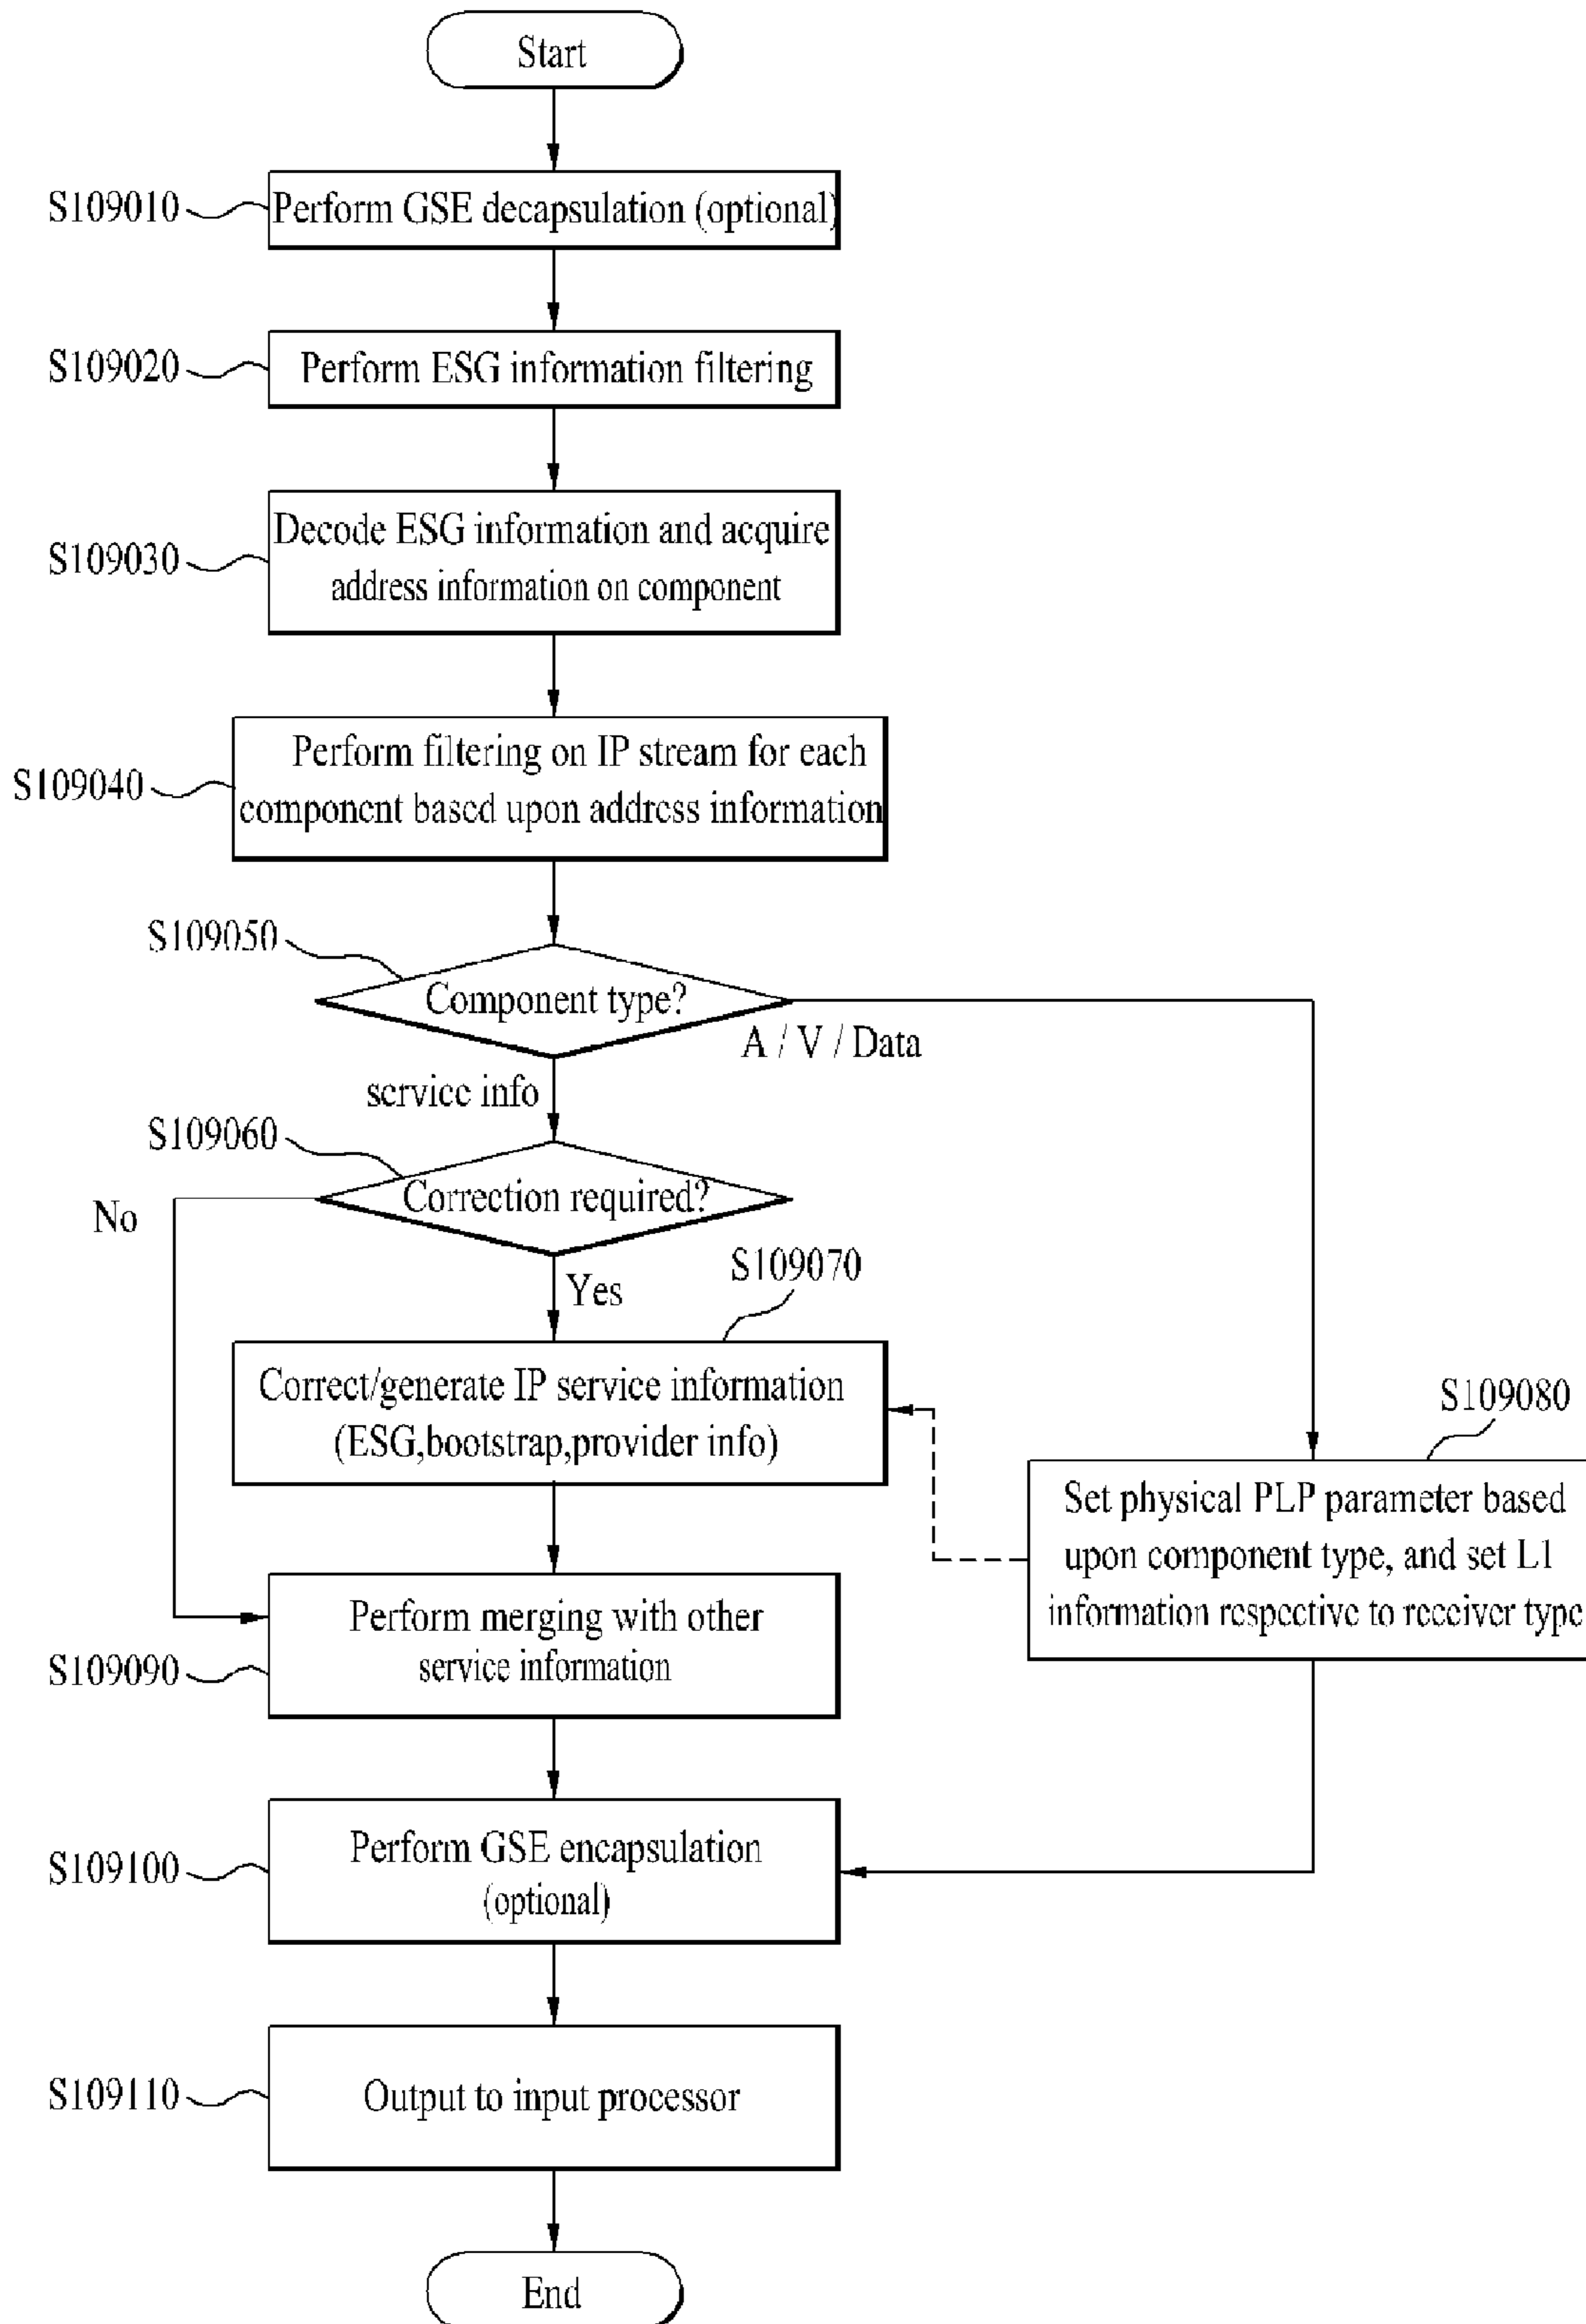 Start
S109010
Perform GSE decapsulation (optional)
S109020
Perform ESG information filtering
S109030
Decode ESG information and acquire
address information on component
S109040
Perform filtering on IP stream for each
component based upon address information
S109050
Component type?
A / V / Data
service info
S109060
Correction required?
No
Yes
S109070
Correct/generate IP service information
(ESG,bootstrap,provider info)
S109080
Set physical PLP parameter based
upon component type, and set L1
information respective to receiver type
S109090
Perform merging with other
service information
S109100
Perform GSE encapsulation
(optional)
S109110
Output to input processor
End